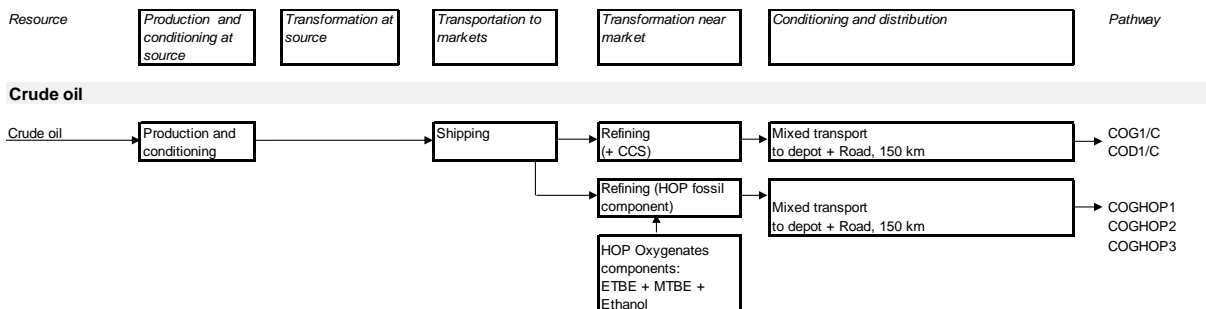 Resource
Production and
conditioning at
source
Transformation at
source
Transportation to
markets
Transformation near
market
Conditioning and distribution
Pathway
Crude oil
Crude oil
Production and
conditioning
Shipping
Refining
(+ CCS)
Mixed transport
to depot + Road, 150 km
COG1/C
COD1/C
Refining (HOP fossil
component)
Mixed transport
to depot + Road, 150 km
COGHOP1
COGHOP2
COGHOP3
HOP Oxygenates
components:
ETBE + MTBE +
Ethanol